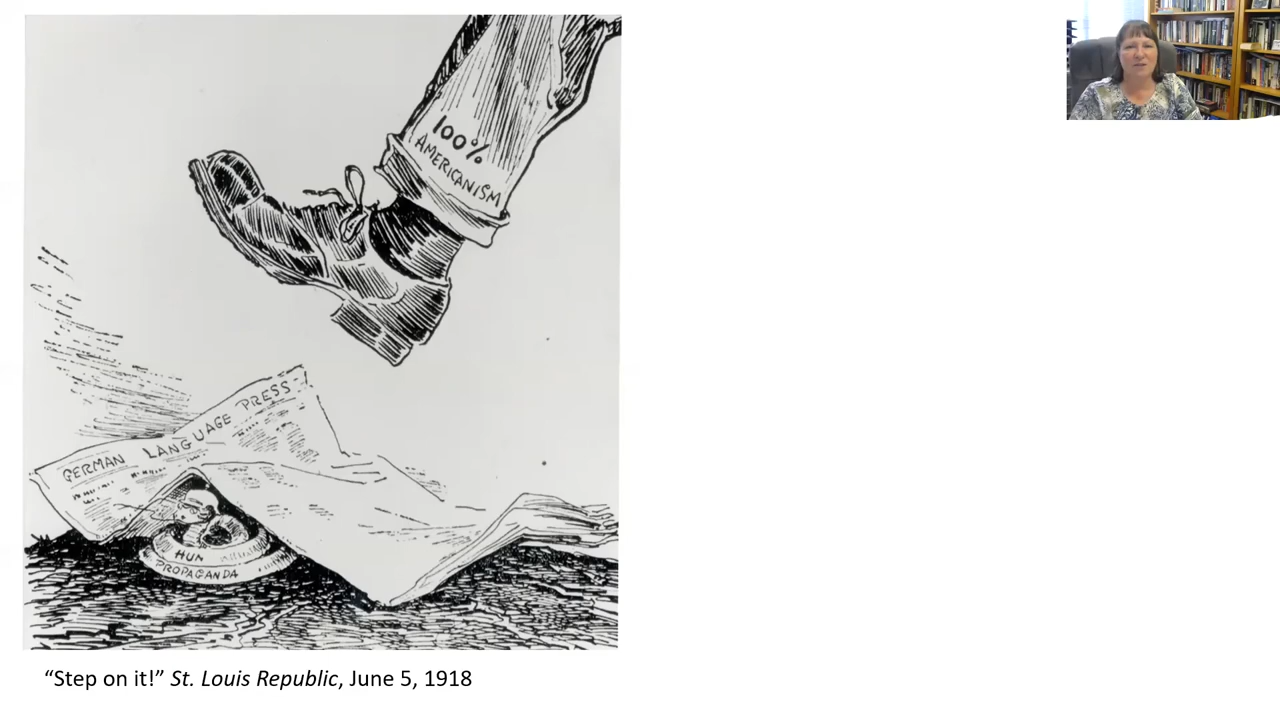 100%
AMERICANISM
GERMAN LANGUAGE PRESS
HUN
PROPAGANDA
“Step on it!” St. Louis Republic, June 5, 1918